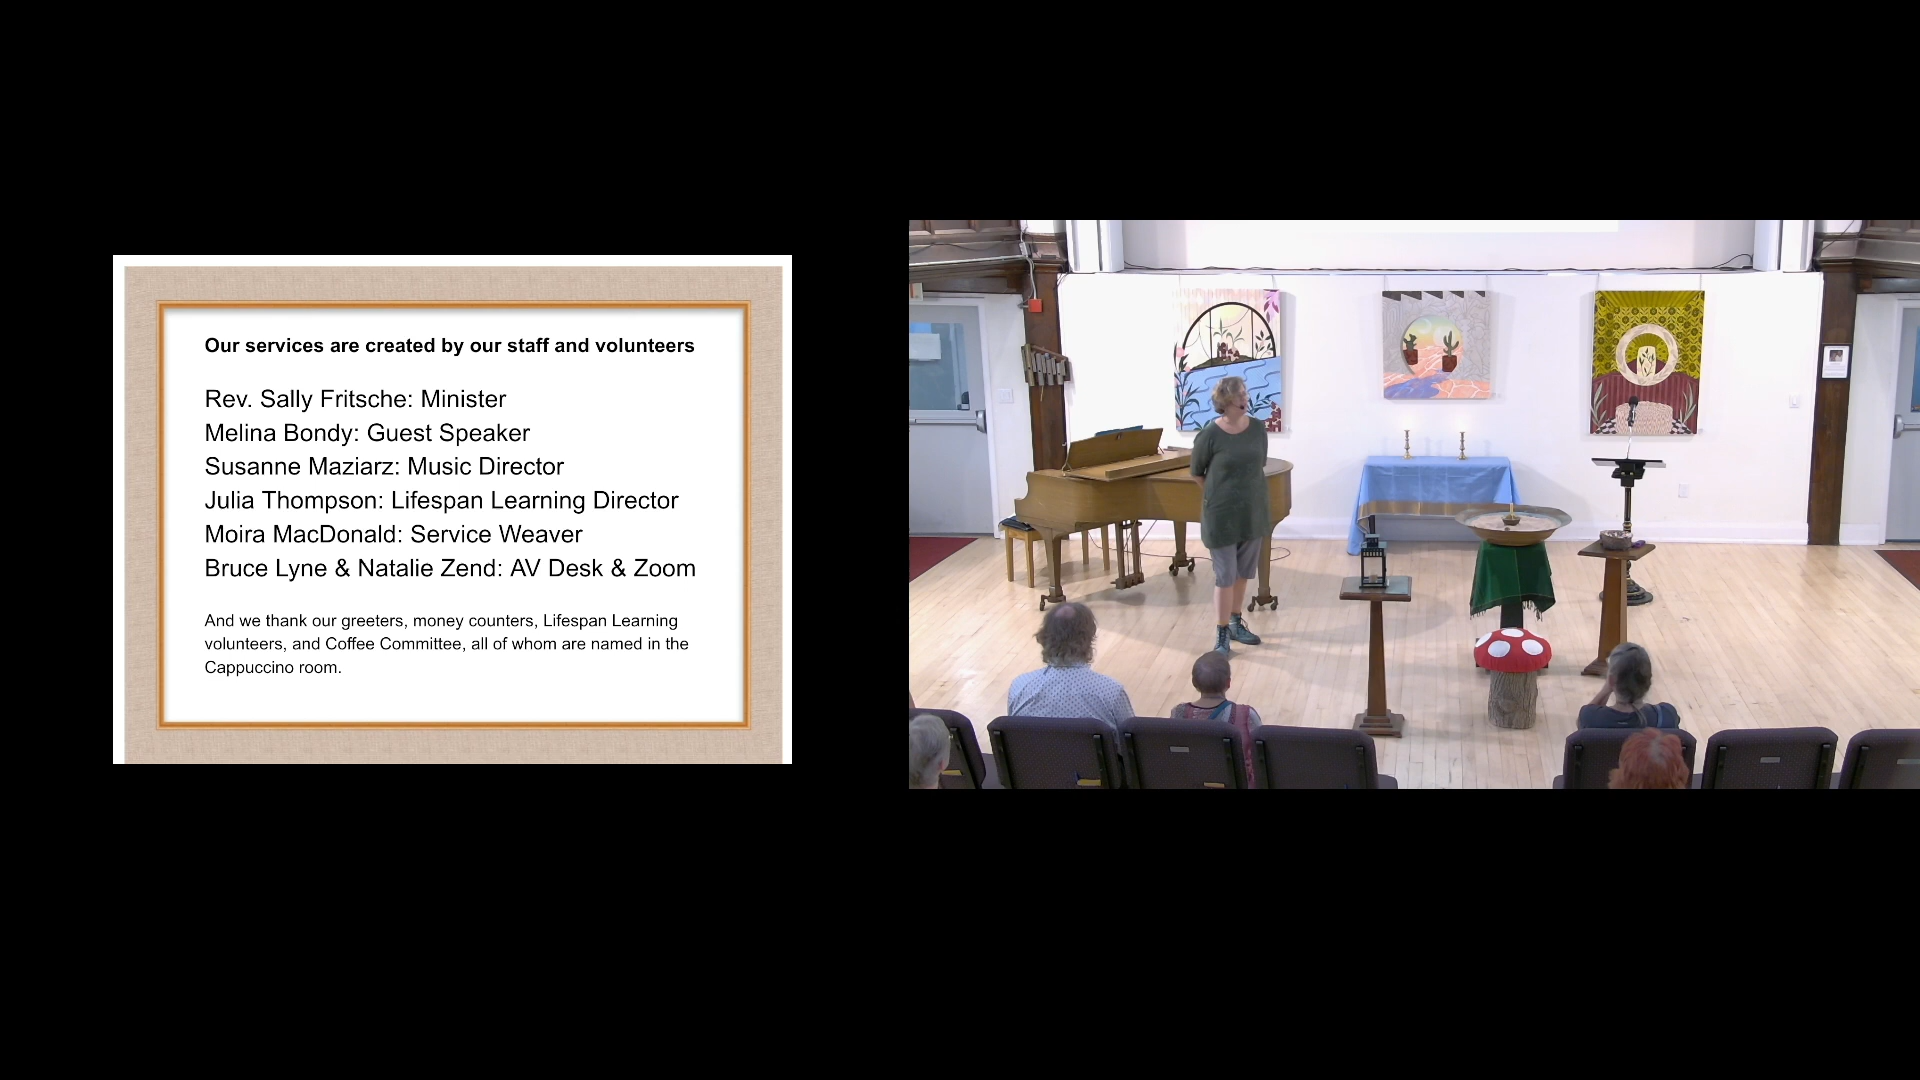 Our services are created by our staff and volunteers
Rev. Sally Fritsche: Minister
Melina Bondy: Guest Speaker
Susanne Maziarz: Music Director
Julia Thompson: Lifespan Learning Director
Moira MacDonald: Service Weaver
Bruce Lyne & Natalie Zend: AV Desk & Zoom
And we thank our greeters, money counters, Lifespan Learning
volunteers, and Coffee Committee, all of whom are named in the
Cappuccino room.